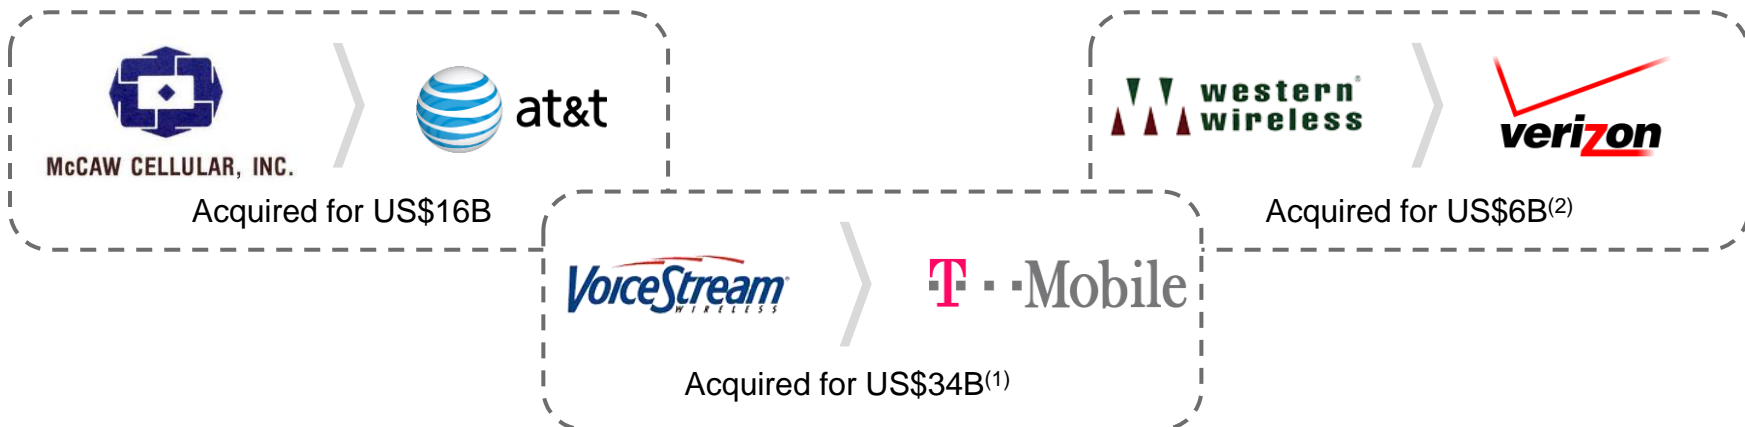 McCAW CELLULAR, INC.
at&t
Acquired for US$16B
VoiceStream®
WIRELESS
T··Mobile
Acquired for US$34B(1)
western®
wireless
verizon
Acquired for US$6B(2)